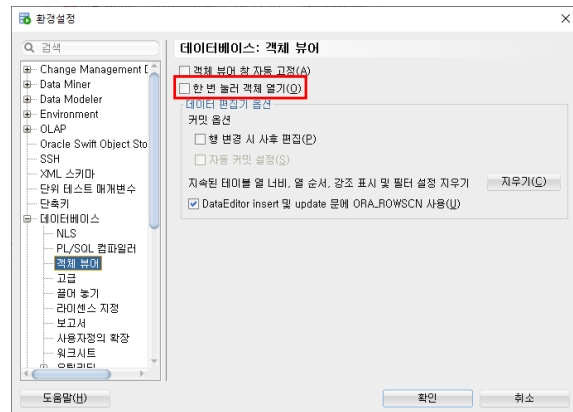 환경설정
검색
Change Management [
Data Miner
Data Modeler
Environment
OLAP
Oracle Swift Object Sto
SSH
XML 스키마
단위 테스트 매개변수
단축키
데이터베이스
NLS
PL/SQL 컴파일러
객체 뷰어
고급
끌어 놓기
라이센스 지정
보고서
사용자정의 확장
워크시트
유틸리티
데이터베이스: 객체 뷰어
객체 뷰어 창 자동 고정(A)
한 번 눌러 객체 열기(O)
데이터 편집기 옵션
커밋 옵션
행 변경 시 사후 편집(P)
자동 커밋 설정(S)
지속된 테이블 열 너비, 열 순서, 강조 표시 및 필터 설정 지우기
지우기(C)
DataEditor insert 및 update 문에 ORA_ROWSCN 사용(U)
도움말(H)
확인
취소